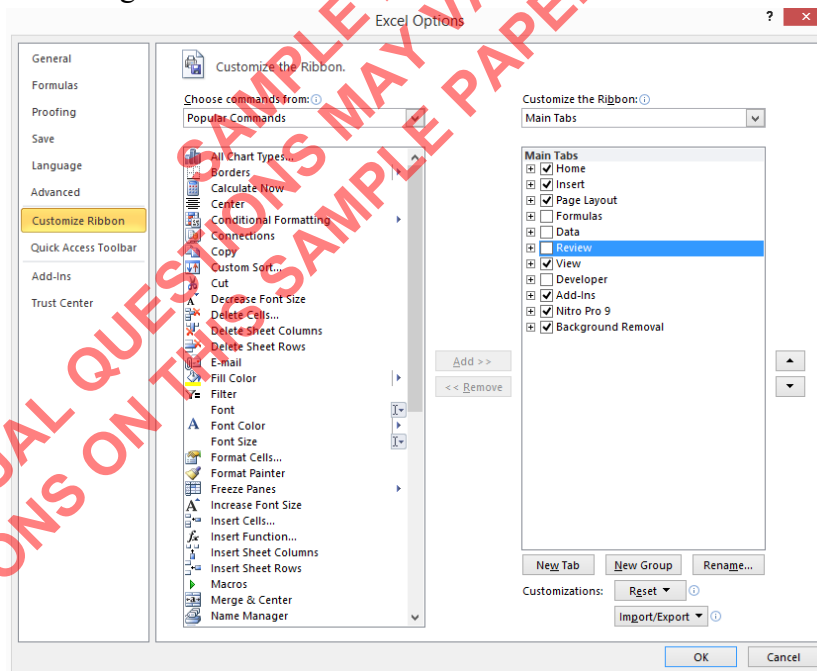 Excel Options
?
General
Formulas
Proofing
Save
Language
Advanced
Customize Ribbon
Quick Access Toolbar
Add-Ins
Trust Center
Customize the Ribbon.
Choose commands from:
Popular Commands
All Chart Types...
Borders
Calculate Now
Center
Conditional Formatting
Connections
Copy
Custom Sort...
Cut
Decrease Font Size
Delete Cells...
Delete Sheet Columns
Delete Sheet Rows
E-mail
Fill Color
Filter
Font
Font Color
Font Size
Format Cells...
Format Painter
Freeze Panes
Increase Font Size
Insert Cells...
Insert Function...
Insert Sheet Columns
Insert Sheet Rows
Macros
Merge & Center
Name Manager
Add >>
<< Remove
Customize the Ribbon:
Main Tabs
Main Tabs
Home
Insert
Page Layout
Formulas
Data
Review
View
Developer
Add-Ins
Nitro Pro 9
Background Removal
New Tab New Group Rename...
Customizations: Reset
Import/Export
OK Cancel
SAMPLE
QUESTIONS MAY
ONS ON THIS SAMPLE PAPER